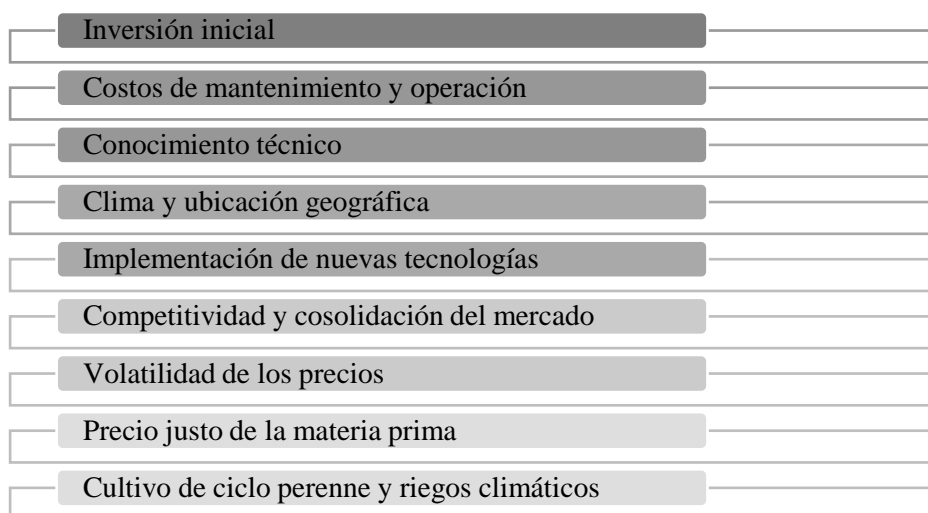 Inversión inicial
Costos de mantenimiento y operación
Conocimiento técnico
Clima y ubicación geográfica
Implementación de nuevas tecnologías
Competitividad y cosolidación del mercado
Volatilidad de los precios
Precio justo de la materia prima
Cultivo de ciclo perenne y riegos climáticos